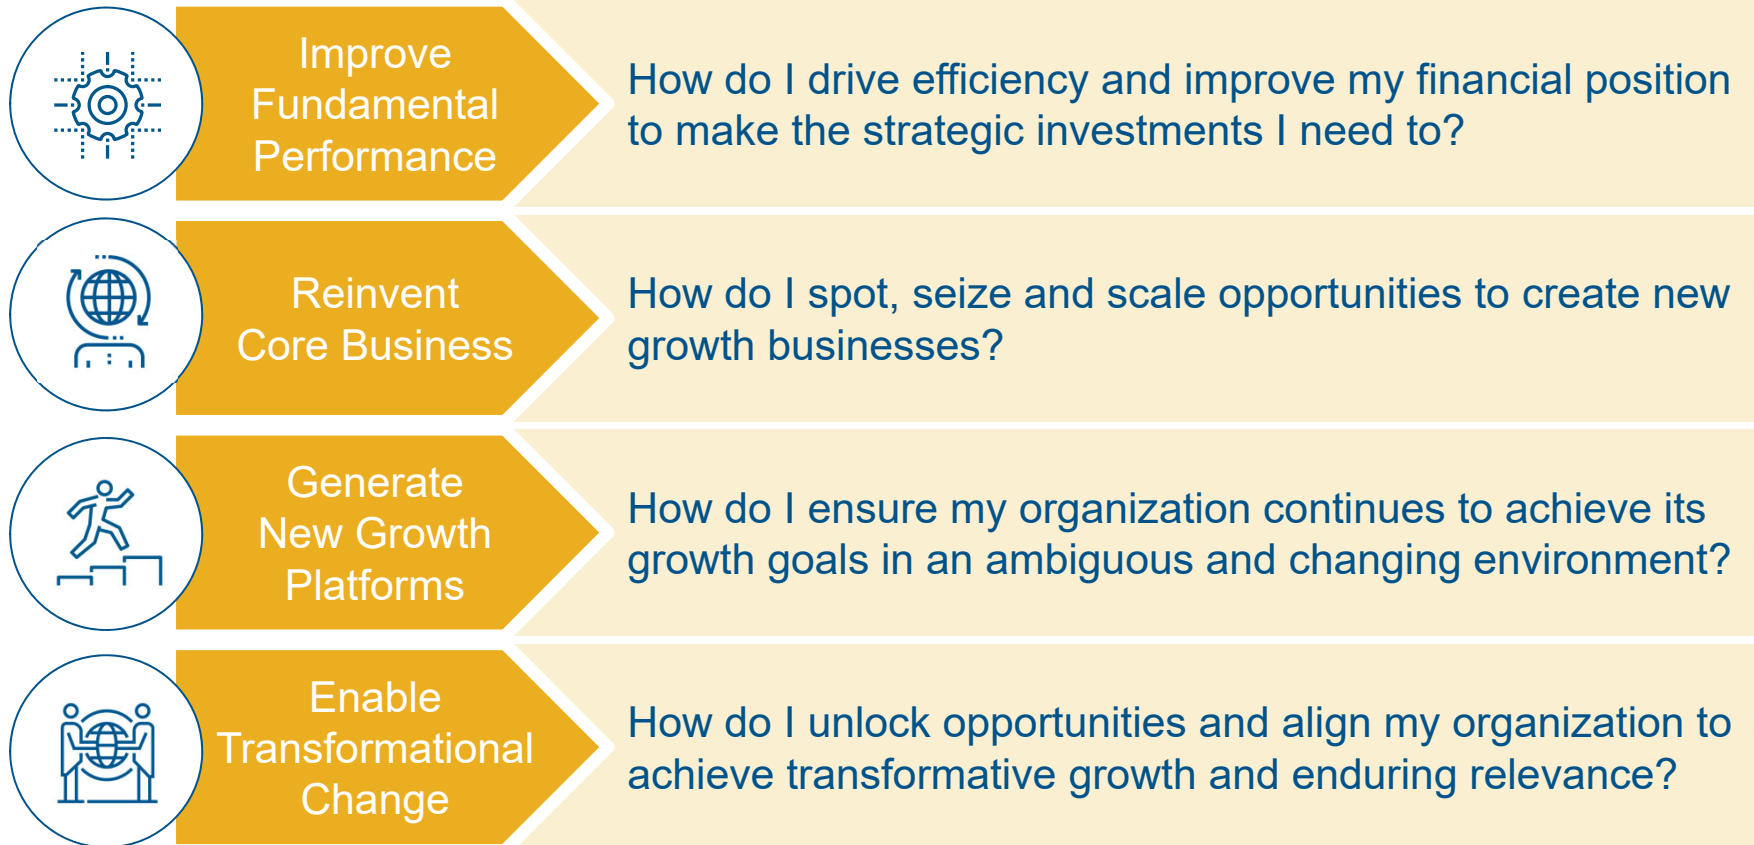 Improve
Fundamental
Performance
How do I drive efficiency and improve my financial position
to make the strategic investments I need to?
Reinvent
Core Business
How do I spot, seize and scale opportunities to create new
growth businesses?
Generate
New Growth
Platforms
How do I ensure my organization continues to achieve its
growth goals in an ambiguous and changing environment?
Enable
Transformational
Change
How do I unlock opportunities and align my organization to
achieve transformative growth and enduring relevance?